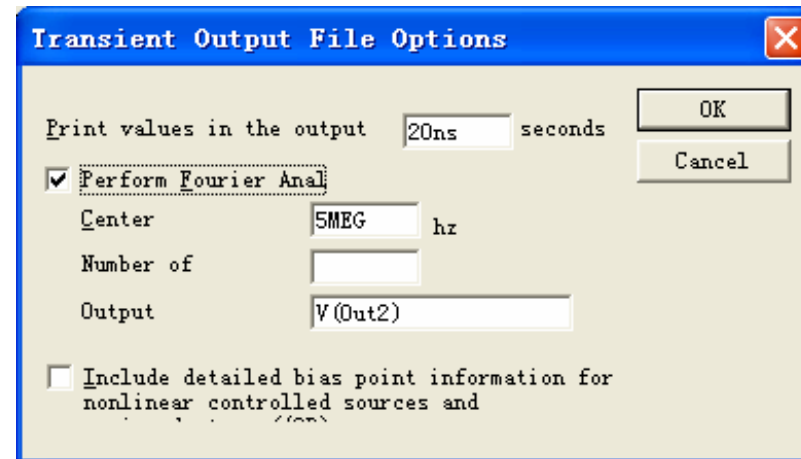 Transient Output File Options
Print values in the output 20ns seconds
OK
Cancel
Perform Fourier Anal
Center 5MEG hz
Number of
Output V(Out2)
Include detailed bias point information for
nonlinear controlled sources and